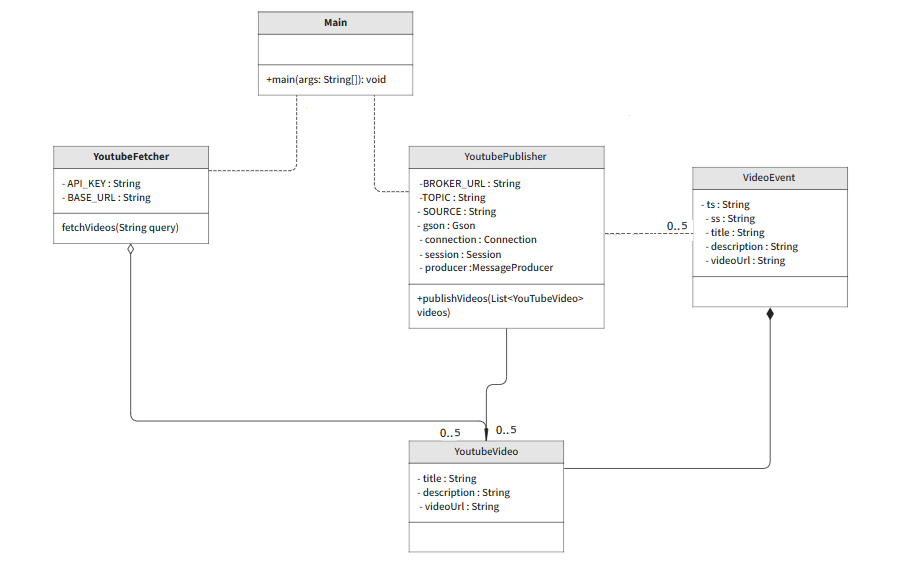 Main
+main(args: String[]): void
YoutubeFetcher
- API_KEY : String
- BASE_URL : String
fetchVideos(String query)
YoutubePublisher
-BROKER_URL : String
-TOPIC : String
- SOURCE : String
- gson : Gson
- connection : Connection
- session : Session
- producer :MessageProducer
+publishVideos(List<YouTubeVideo>
videos)
0..5
VideoEvent
- ts : String
- ss : String
- title : String
- description : String
- videoUrl : String
0..5
0..5
YoutubeVideo
- title : String
- description : String
- videoUrl : String